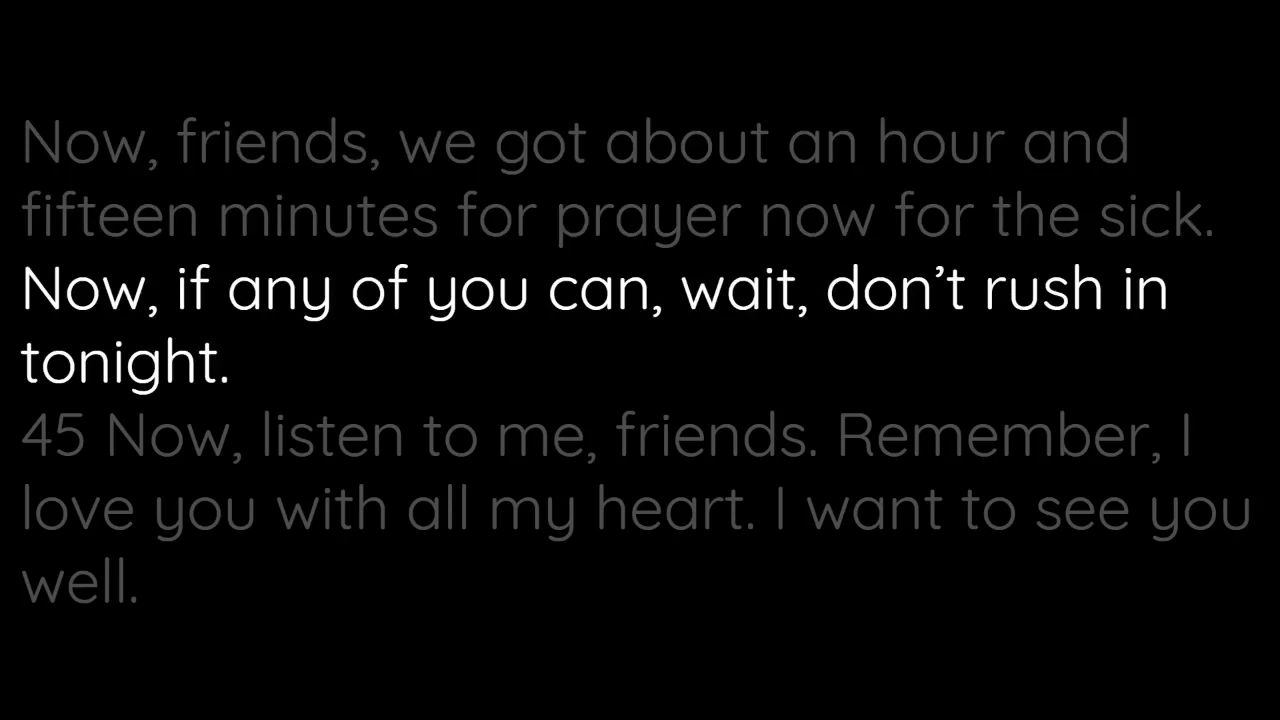 Now, friends, we got about an hour and
fifteen minutes for prayer now for the sick.
Now, if any of you can, wait, don’t rush in
tonight.
45 Now, listen to me, friends. Remember, I
love you with all my heart. I want to see you
well.